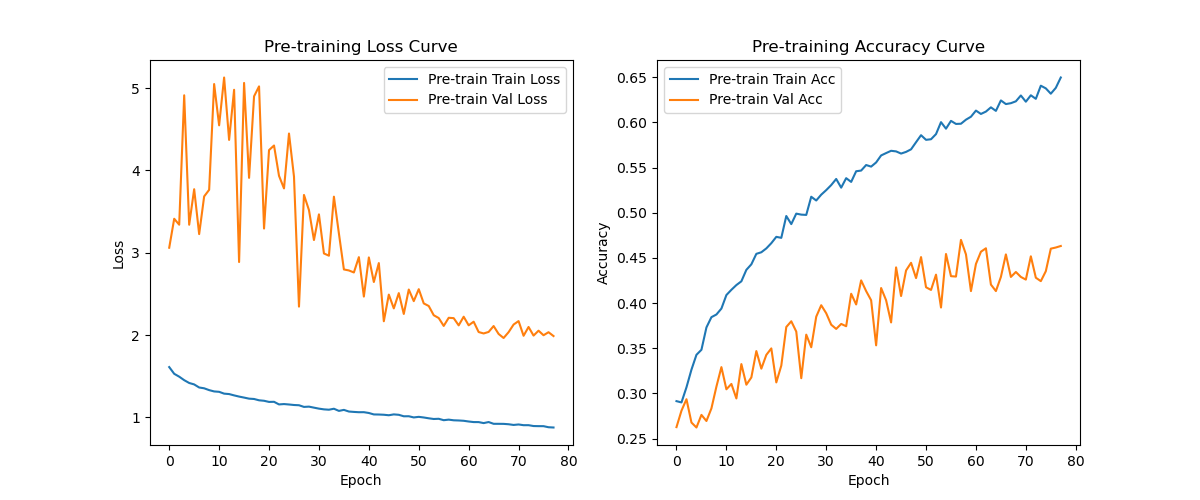 Pre-training Loss Curve
Pre-train Train Loss
Pre-train Val Loss
Loss
5
4
3
2
1
0 10 20 30 40 50 60 70 80
Epoch
Pre-training Accuracy Curve
Pre-train Train Acc
Pre-train Val Acc
Accuracy
0.65
0.60
0.55
0.50
0.45
0.40
0.35
0.30
0.25
0 10 20 30 40 50 60 70 80
Epoch